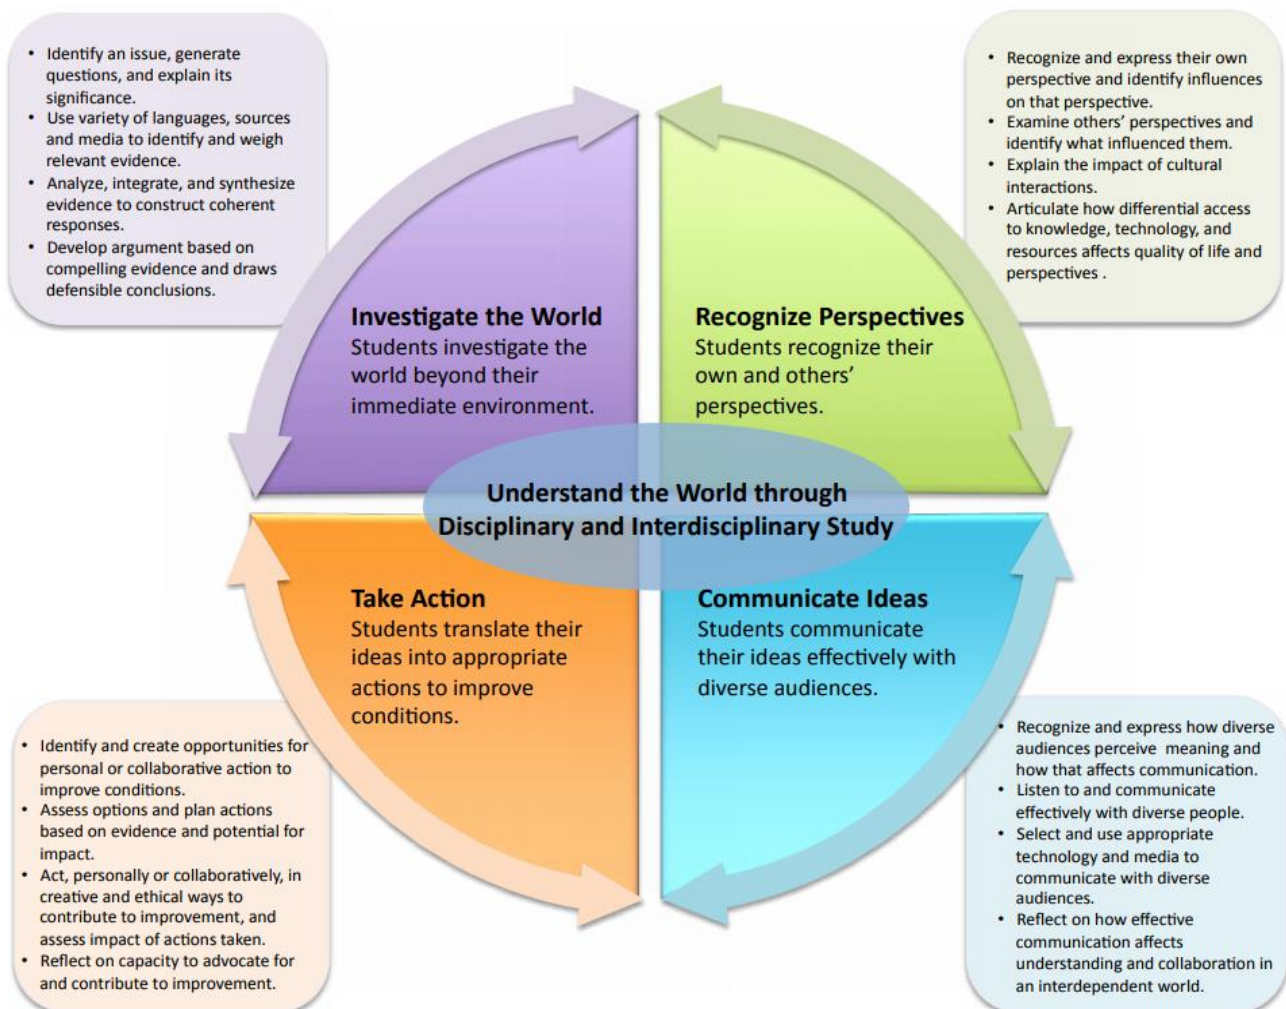 • Identify an issue, generate
questions, and explain its
significance.
• Use variety of languages, sources
and media to identify and weigh
relevant evidence.
• Analyze, integrate, and synthesize
evidence to construct coherent
responses.
• Develop argument based on
compelling evidence and draws
defensible conclusions.
• Recognize and express their own
perspective and identify influences
on that perspective.
• Examine others’ perspectives and
identify what influenced them.
• Explain the impact of cultural
interactions.
• Articulate how differential access
to knowledge, technology, and
resources affects quality of life and
perspectives .
Investigate the World
Students investigate the
world beyond their
immediate environment.
Recognize Perspectives
Students recognize their
own and others’
perspectives.
Understand the World through
Disciplinary and Interdisciplinary Study
Take Action
Students translate their
ideas into appropriate
actions to improve
conditions.
Communicate Ideas
Students communicate
their ideas effectively with
diverse audiences.
• Identify and create opportunities for
personal or collaborative action to
improve conditions.
• Assess options and plan actions
based on evidence and potential for
impact.
• Act, personally or collaboratively, in
creative and ethical ways to
contribute to improvement, and
assess impact of actions taken.
• Reflect on capacity to advocate for
and contribute to improvement.
• Recognize and express how diverse
audiences perceive meaning and
how that affects communication.
• Listen to and communicate
effectively with diverse people.
• Select and use appropriate
technology and media to
communicate with diverse
audiences.
• Reflect on how effective
communication affects
understanding and collaboration in
an interdependent world.